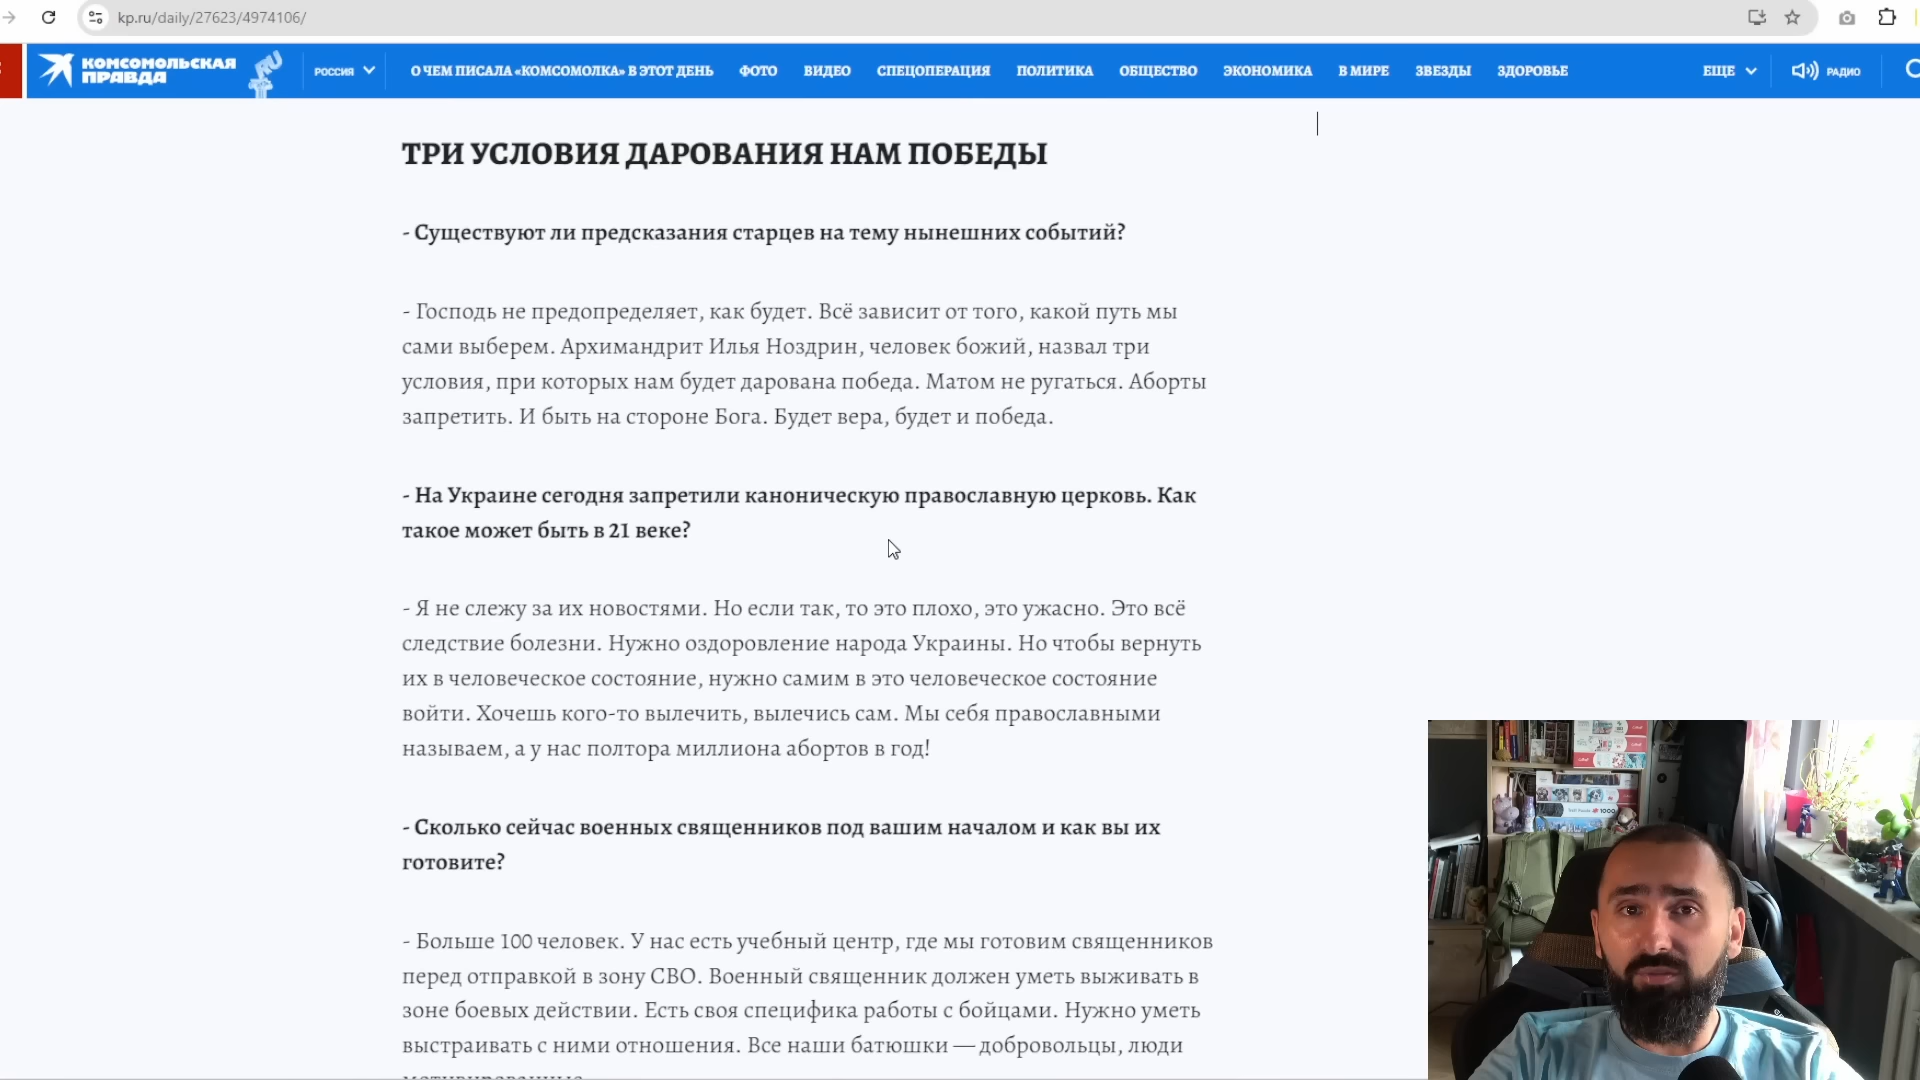 kp.ru/daily/27623/4974106/
КОМСОМОЛЬСКАЯ ПРАВДА
.RU
РОССИЯ
О ЧЕМ ПИСАЛА «КОМСОМОЛКА» В ЭТОТ ДЕНЬ
ФОТО
ВИДЕО
СПЕЦОПЕРАЦИЯ
ПОЛИТИКА
ОБЩЕСТВО
ЭКОНОМИКА
В МИРЕ
ЗВЕЗДЫ
ЗДОРОВЬЕ
ЕЩЕ
РАДИО
ТРИ УСЛОВИЯ ДАРОВАНИЯ НАМ ПОБЕДЫ
- Существуют ли предсказания старцев на тему нынешних событий?
- Господь не предопределяет, как будет. Всё зависит от того, какой путь мы
сами выберем. Архимандрит Илья Ноздрин, человек божий, назвал три
условия, при которых нам будет дарована победа. Матом не ругаться. Аборты
запретить. И быть на стороне Бога. Будет вера, будет и победа.
- На Украине сегодня запретили каноническую православную церковь. Как
такое может быть в 21 веке?
- Я не слежу за их новостями. Но если так, то это плохо, это ужасно. Это всё
следствие болезни. Нужно оздоровление народа Украины. Но чтобы вернуть
их в человеческое состояние, нужно самим в это человеческое состояние
войти. Хочешь кого-то вылечить, вылечись сам. Мы себя православными
называем, а у нас полтора миллиона абортов в год!
- Сколько сейчас военных священников под вашим началом и как вы их
готовите?
- Больше 100 человек. У нас есть учебный центр, где мы готовим священников
перед отправкой в зону СВО. Военный священник должен уметь выживать в
зоне боевых действии. Есть своя специфика работы с бойцами. Нужно уметь
выстраивать с ними отношения. Все наши батюшки — добровольцы, люди